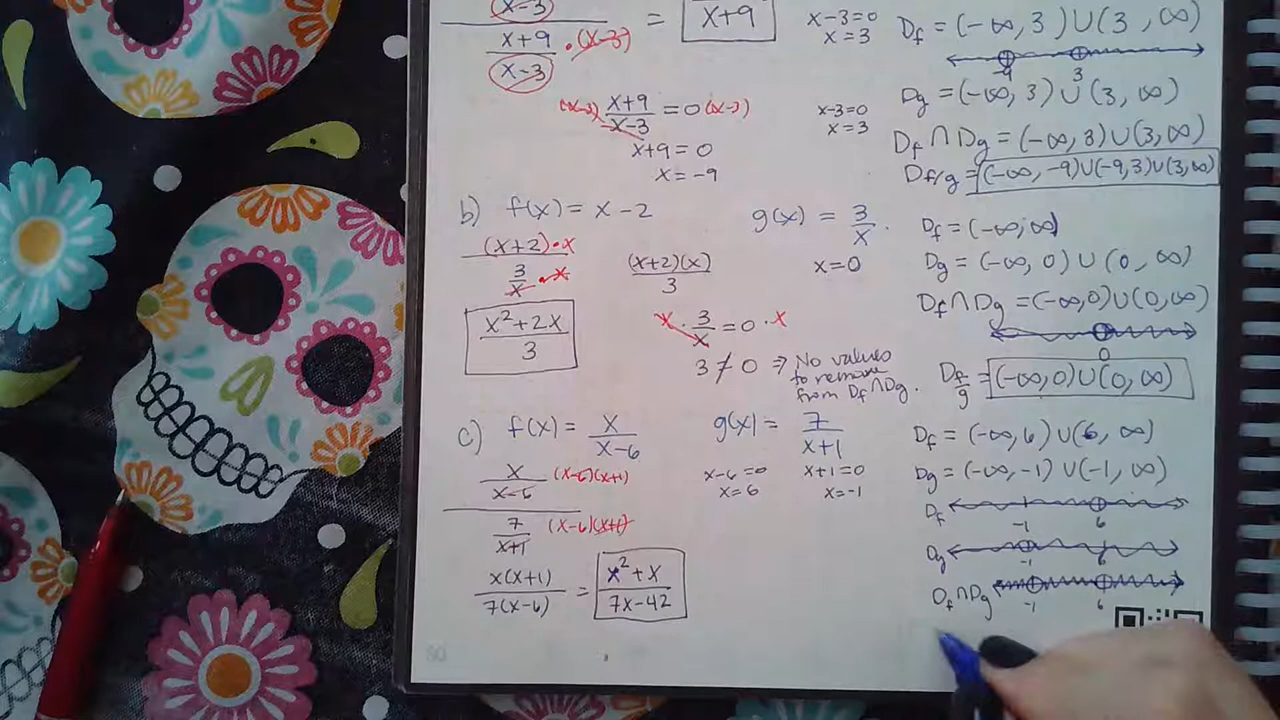 x-3
x+9/x-3 • (x-3) = x+9
x-3=0
x=3
Df = (-∞, 3) ∪ (3, ∞)
-9 3
(x-3) x+9/x-3 = 0 (x-3)
x+9 = 0
x = -9
x-3=0
x=3
Dg = (-∞, 3) ∪ (3, ∞)
Df ∩ Dg = (-∞, 3) ∪ (3, ∞)
Df/g = (-∞, -9)∪(-9, 3)∪(3, ∞)
b) f(x) = x - 2 g(x) = 3/x.
(x+2)•x
3/x • x
(x+2)(x)/3
x=0
x²+2x/3
x • 3/x = 0 • x
3 ≠ 0 ⇒ No values
to remove
from Df∩Dg.
Df = (-∞, ∞)
Dg = (-∞, 0) ∪ (0, ∞)
Df ∩ Dg = (-∞, 0) ∪ (0, ∞)
0
Df/g = (-∞, 0) ∪ (0, ∞)
c) f(x) = x/x-6 g(x) = 7/x+1
x/x-6 (x-6)(x+1)
7/x+1 (x-6)(x+1)
x-6=0 x+1=0
x=6 x=-1
x(x+1)/7(x-6) = x²+x/7x-42
Df = (-∞, 6) ∪ (6, ∞)
Dg = (-∞, -1) ∪ (-1, ∞)
Df -1 6
Dg -1 6
Df∩Dg -1 6
80